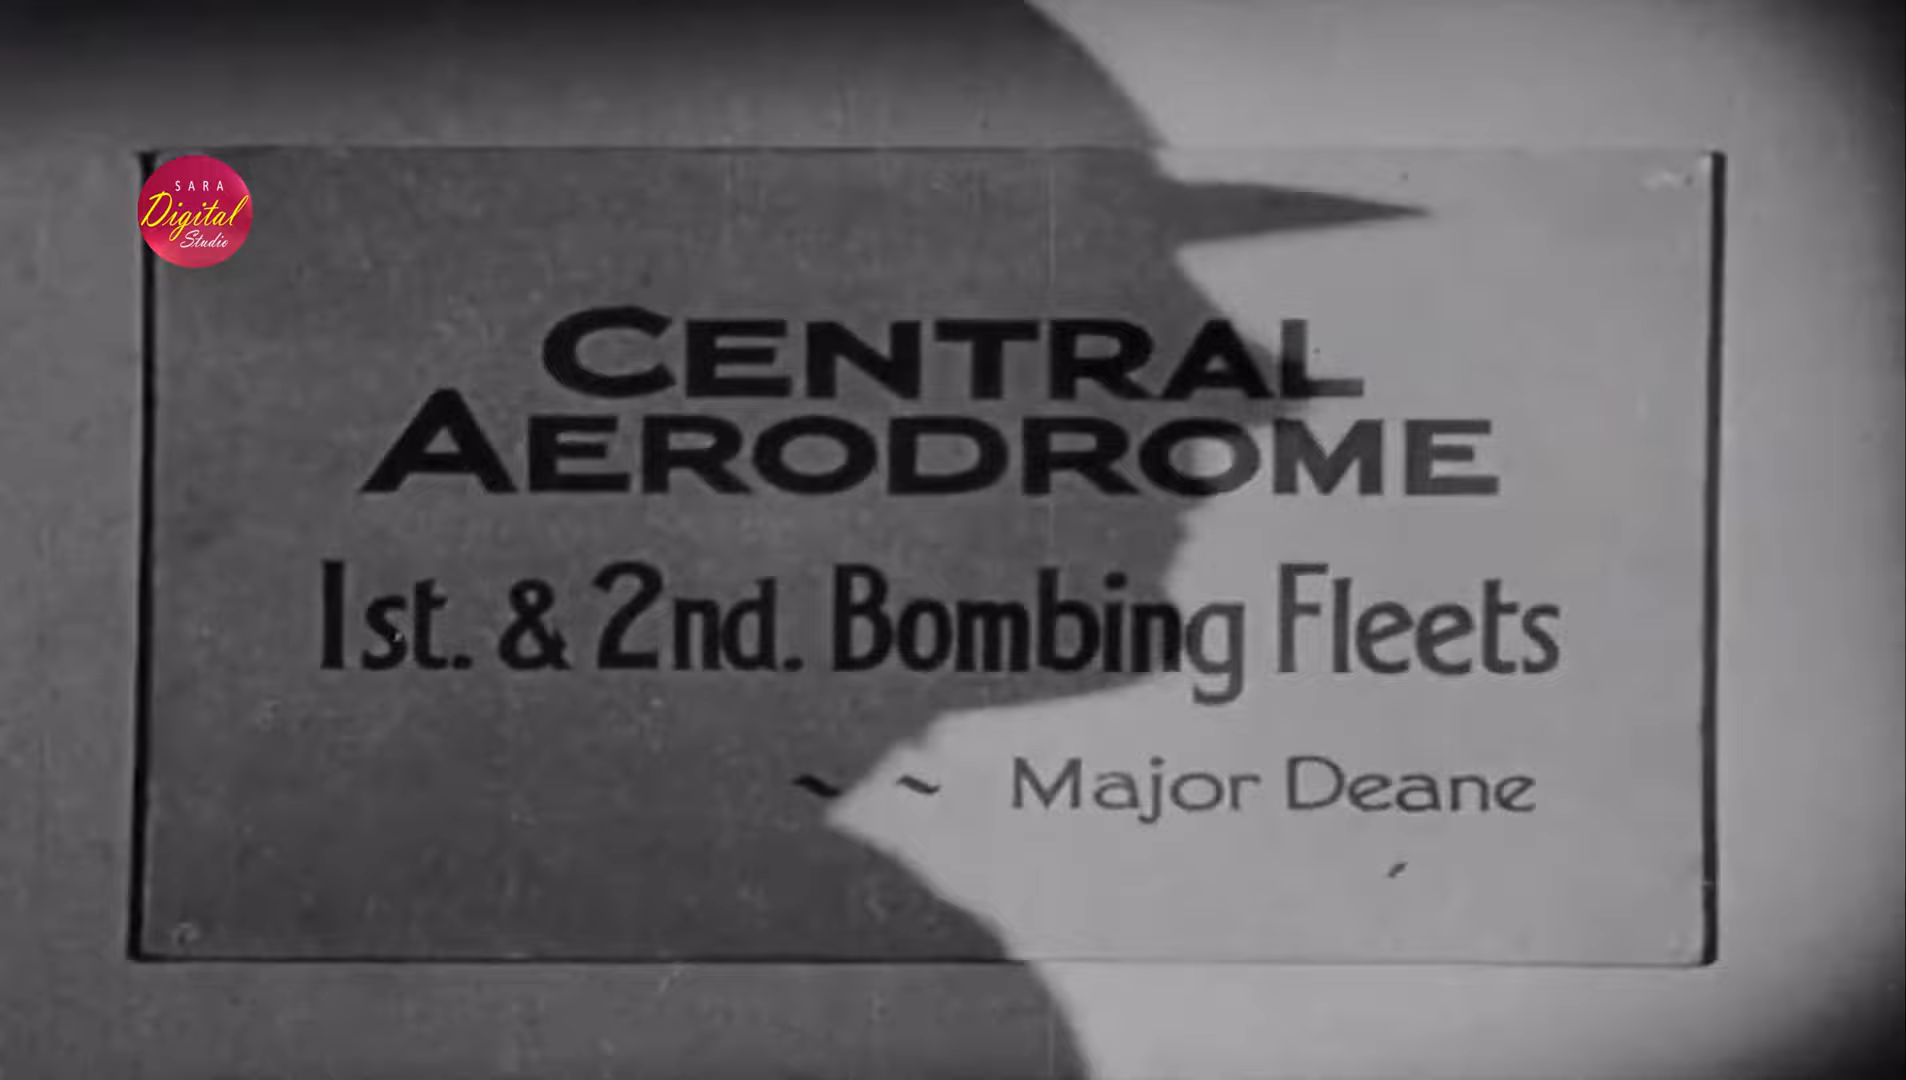 SARA
Digital
Studio
CENTRAL
AERODROME
1st. & 2nd. Bombing Fleets
~ ~ Major Deane